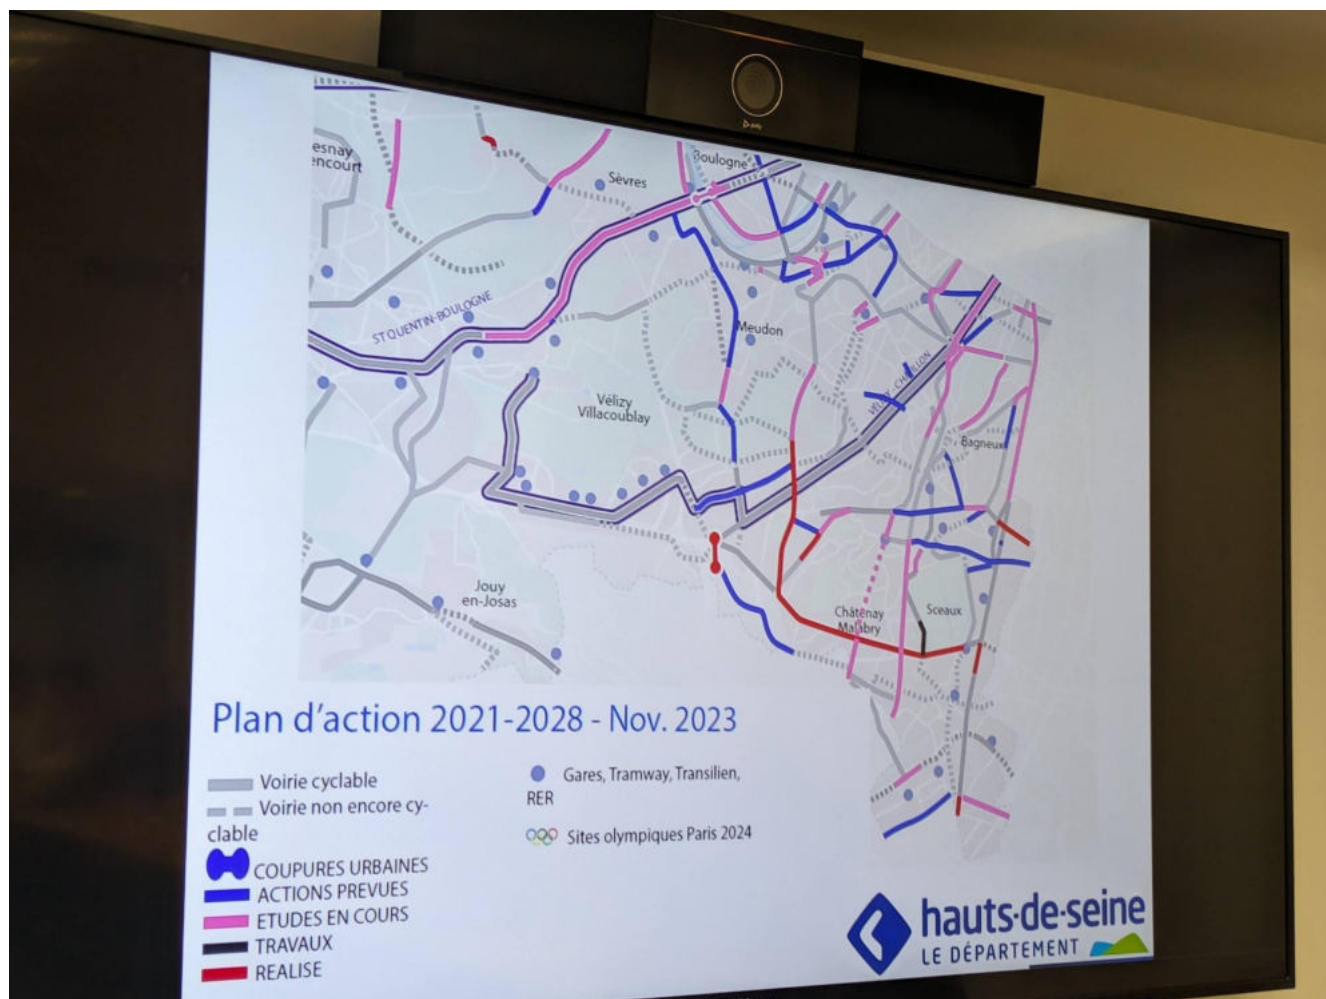 poly
esnay
encourt
Sèvres
Boulogne
ST QUENTIN-BOULOGNE
Meudon
Vélizy
Villacoublay
VELIZY-CHATILLON
Bagneux
Jouy
en-Josas
Châtenay
Malabry
Sceaux
Plan d'action 2021-2028 - Nov. 2023
Voirie cyclable
Voirie non encore cy-
clable
COUPURES URBAINES
ACTIONS PREVUES
ETUDES EN COURS
TRAVAUX
REALISE
Gares, Tramway, Transilien,
RER
Sites olympiques Paris 2024
hauts-de-seine
LE DÉPARTEMENT